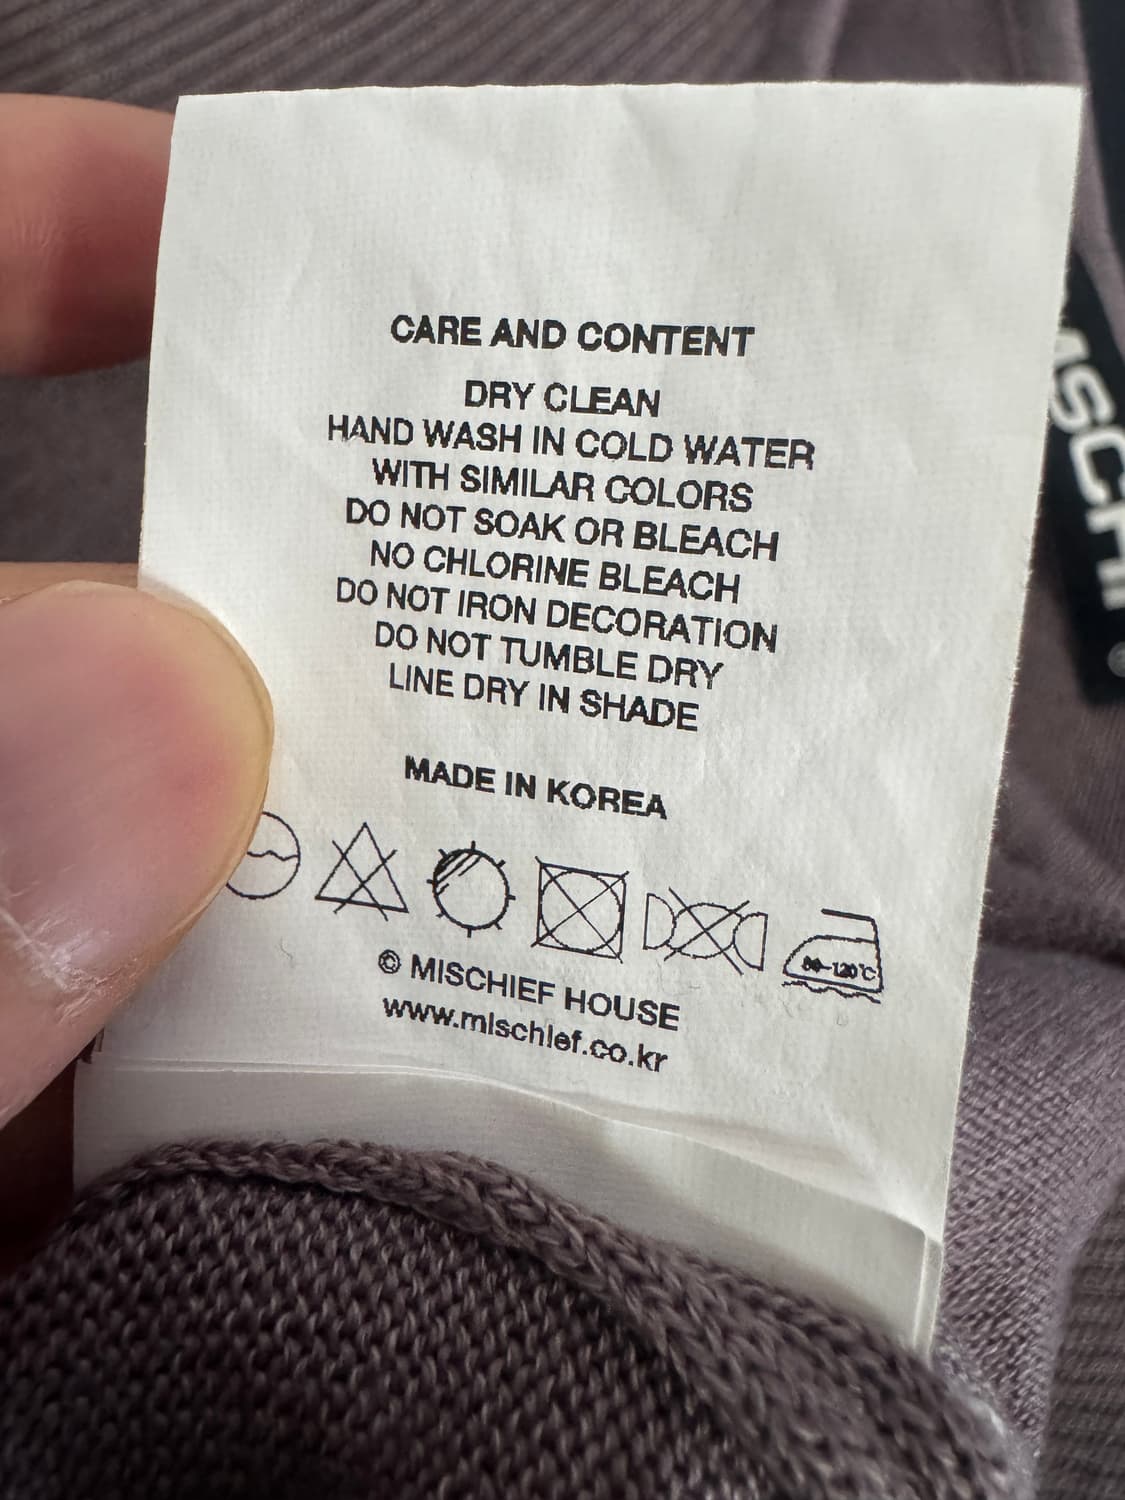 CARE AND CONTENT
DRY CLEAN
HAND WASH IN COLD WATER
WITH SIMILAR COLORS
DO NOT SOAK OR BLEACH
NO CHLORINE BLEACH
DO NOT IRON DECORATION
DO NOT TUMBLE DRY
LINE DRY IN SHADE
MADE IN KOREA
80~120℃
© MISCHIEF HOUSE
www.mischief.co.kr